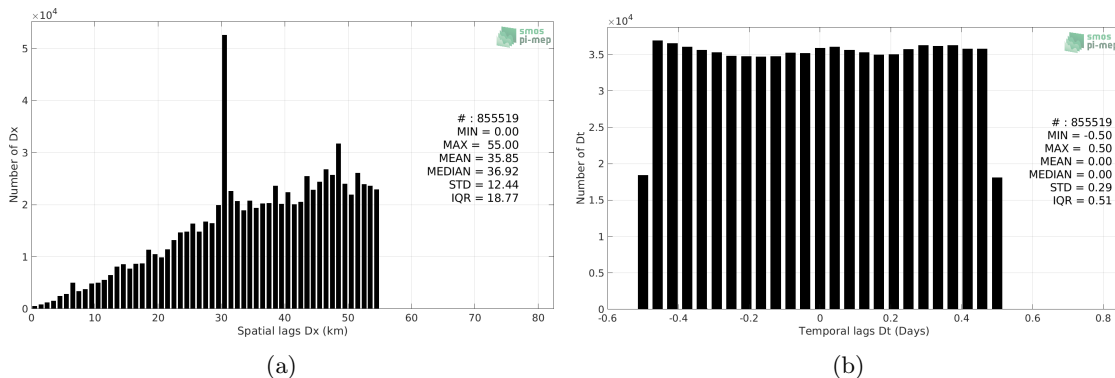 ×10⁴
5
4
3
2
1
0
Number of Dx
0 10 20 30 40 50 60 70 80
Spatial lags Dx (km)
smos
pi-mep
# : 855519
MIN = 0.00
MAX = 55.00
MEAN = 35.85
MEDIAN = 36.92
STD = 12.44
IQR = 18.77
(a)
×10⁴
3.5
3
2.5
2
1.5
1
0.5
0
Number of Dt
-0.6 -0.4 -0.2 0 0.2 0.4 0.6 0.8
Temporal lags Dt (Days)
smos
pi-mep
# : 855519
MIN = -0.50
MAX = 0.50
MEAN = 0.00
MEDIAN = 0.00
STD = 0.29
IQR = 0.51
(b)